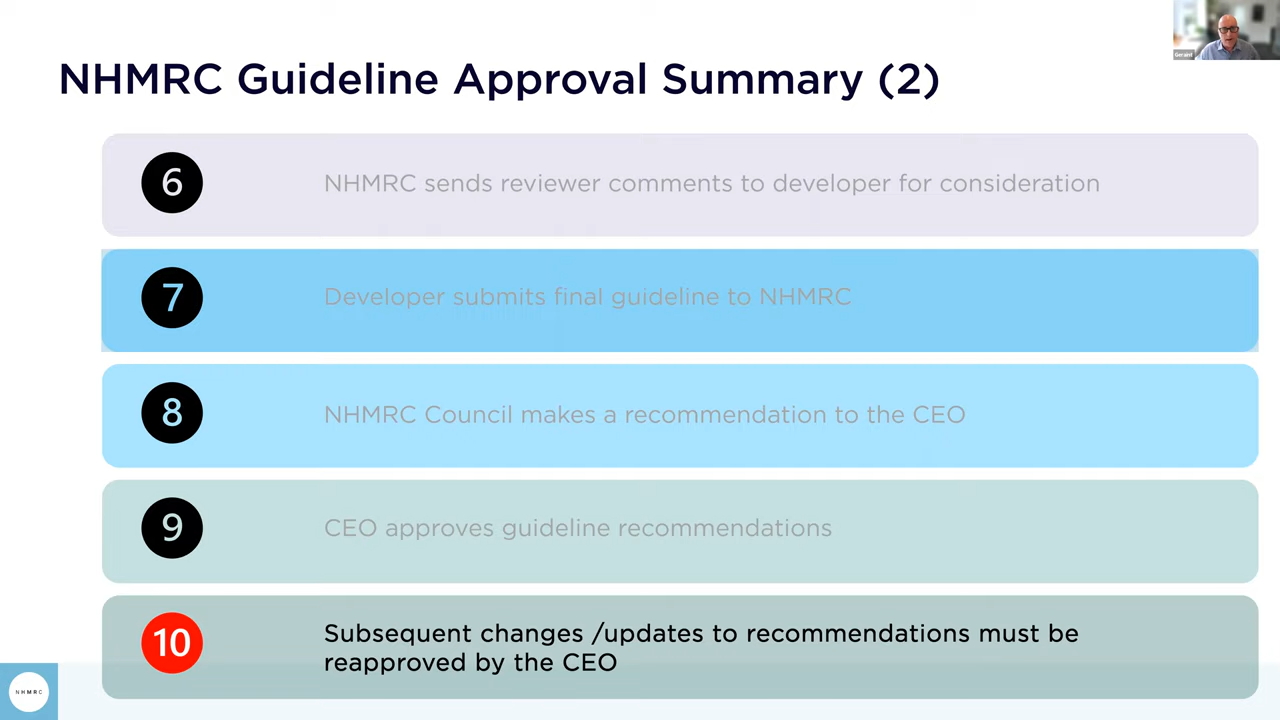 NHMRC Guideline Approval Summary (2)
Geraint
6
NHMRC sends reviewer comments to developer for consideration
7
Developer submits final guideline to NHMRC
8
NHMRC Council makes a recommendation to the CEO
9
CEO approves guideline recommendations
10
Subsequent changes /updates to recommendations must be
reapproved by the CEO
NHMRC